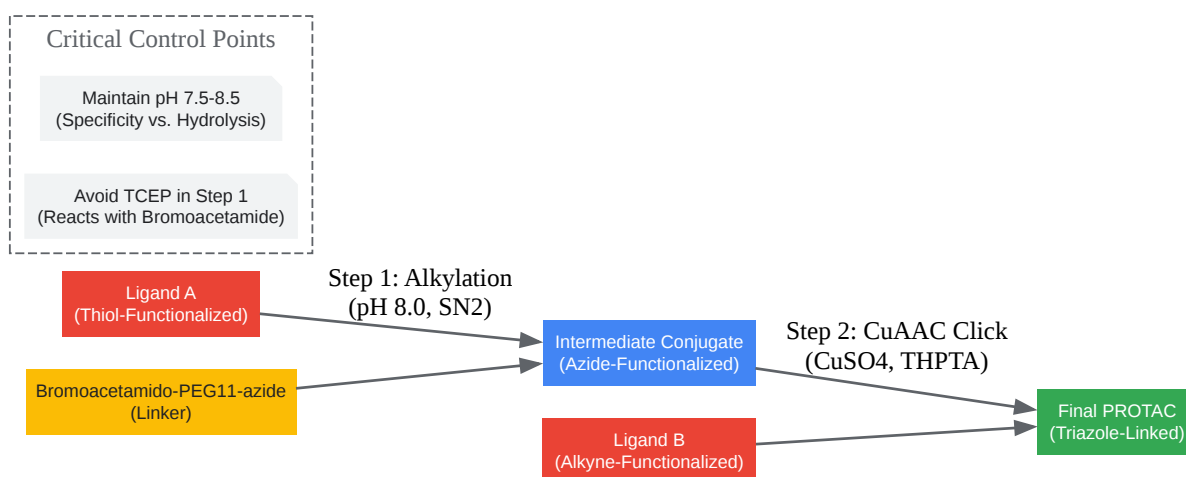 Critical Control Points
Maintain pH 7.5-8.5
(Specificity vs. Hydrolysis)
Avoid TCEP in Step 1
(Reacts with Bromoacetamide)
Ligand A
(Thiol-Functionalized)
Step 1: Alkylation
(pH 8.0, SN2)
Bromoacetamido-PEG11-azide
(Linker)
Intermediate Conjugate
(Azide-Functionalized)
Step 2: CuAAC Click
(CuSO4, THPTA)
Ligand B
(Alkyne-Functionalized)
Final PROTAC
(Triazole-Linked)